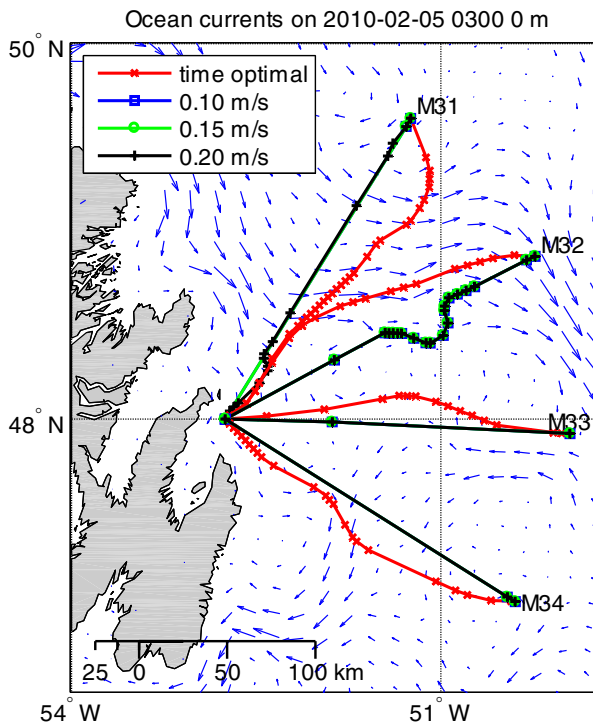 Ocean currents on 2010-02-05 0300 0 m
50° N
time optimal
0.10 m/s
0.15 m/s
0.20 m/s
M31
M32
48° N
M33
M34
25 0 50 100 km
54° W
51° W